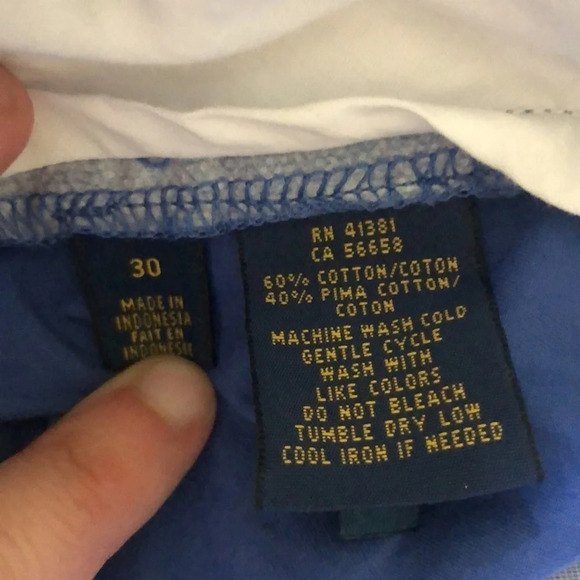 30
MADE IN
INDONESIA
FAIT EN
INDONESIE
RN 41381
CA 56658
60% COTTON/COTON
40% PIMA COTTON/
COTON
MACHINE WASH COLD
GENTLE CYCLE
WASH WITH
LIKE COLORS
DO NOT BLEACH
TUMBLE DRY LOW
COOL IRON IF NEEDED